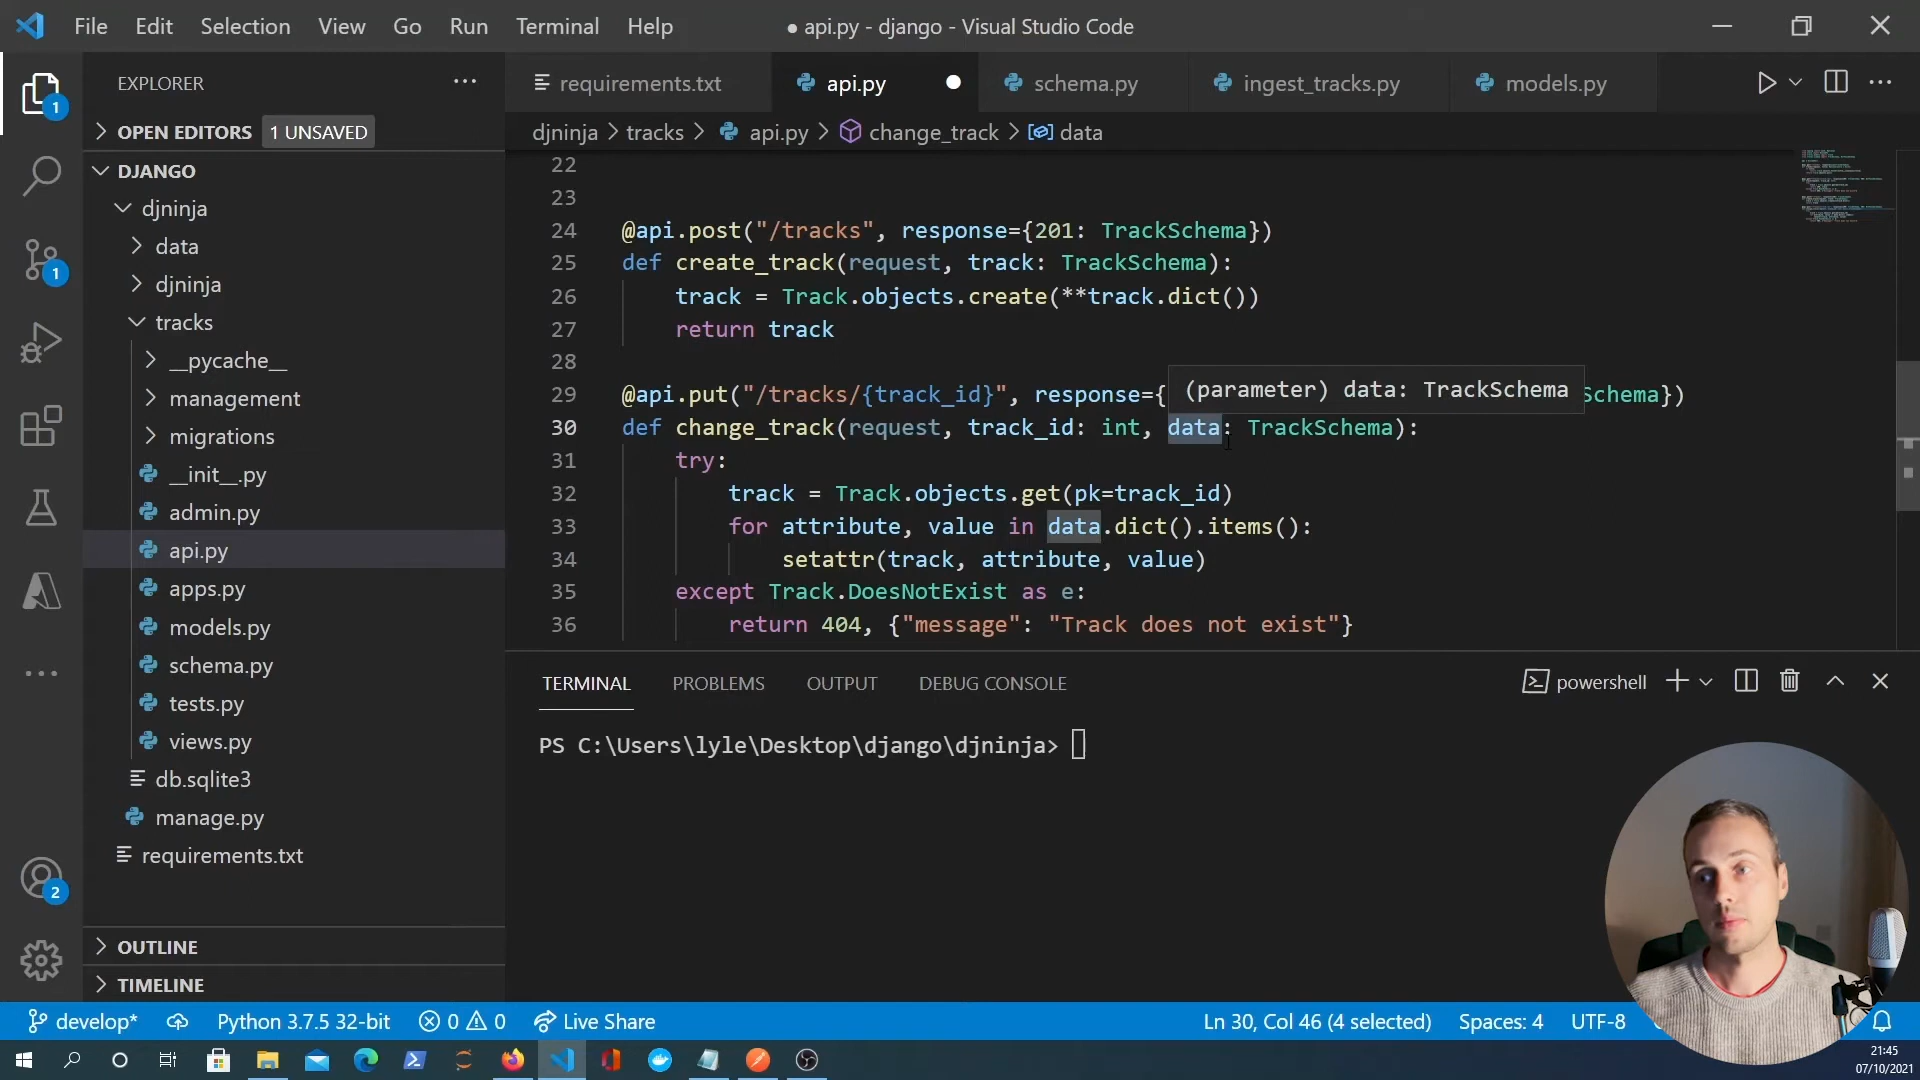 File Edit Selection View Go Run Terminal Help
● api.py - django - Visual Studio Code
EXPLORER
requirements.txt
api.py
schema.py
ingest_tracks.py
models.py
1
OPEN EDITORS 1 UNSAVED
djninja > tracks > api.py > change_track > data
DJANGO
djninja
data
djninja
tracks
__pycache__
management
migrations
__init__.py
admin.py
api.py
apps.py
models.py
schema.py
tests.py
views.py
db.sqlite3
manage.py
requirements.txt
OUTLINE
TIMELINE
1
2
22
23
24 @api.post("/tracks", response={201: TrackSchema})
25 def create_track(request, track: TrackSchema):
26 track = Track.objects.create(**track.dict())
27 return track
28
(parameter) data: TrackSchema
29 @api.put("/tracks/{track_id}", response={ Schema})
30 def change_track(request, track_id: int, data: TrackSchema):
31 try:
32 track = Track.objects.get(pk=track_id)
33 for attribute, value in data.dict().items():
34 setattr(track, attribute, value)
35 except Track.DoesNotExist as e:
36 return 404, {"message": "Track does not exist"}
TERMINAL PROBLEMS OUTPUT DEBUG CONSOLE
powershell
PS C:\Users\lyle\Desktop\django\djninja>
develop* Python 3.7.5 32-bit 0 0 Live Share
Ln 30, Col 46 (4 selected) Spaces: 4 UTF-8
21:45
07/10/2021